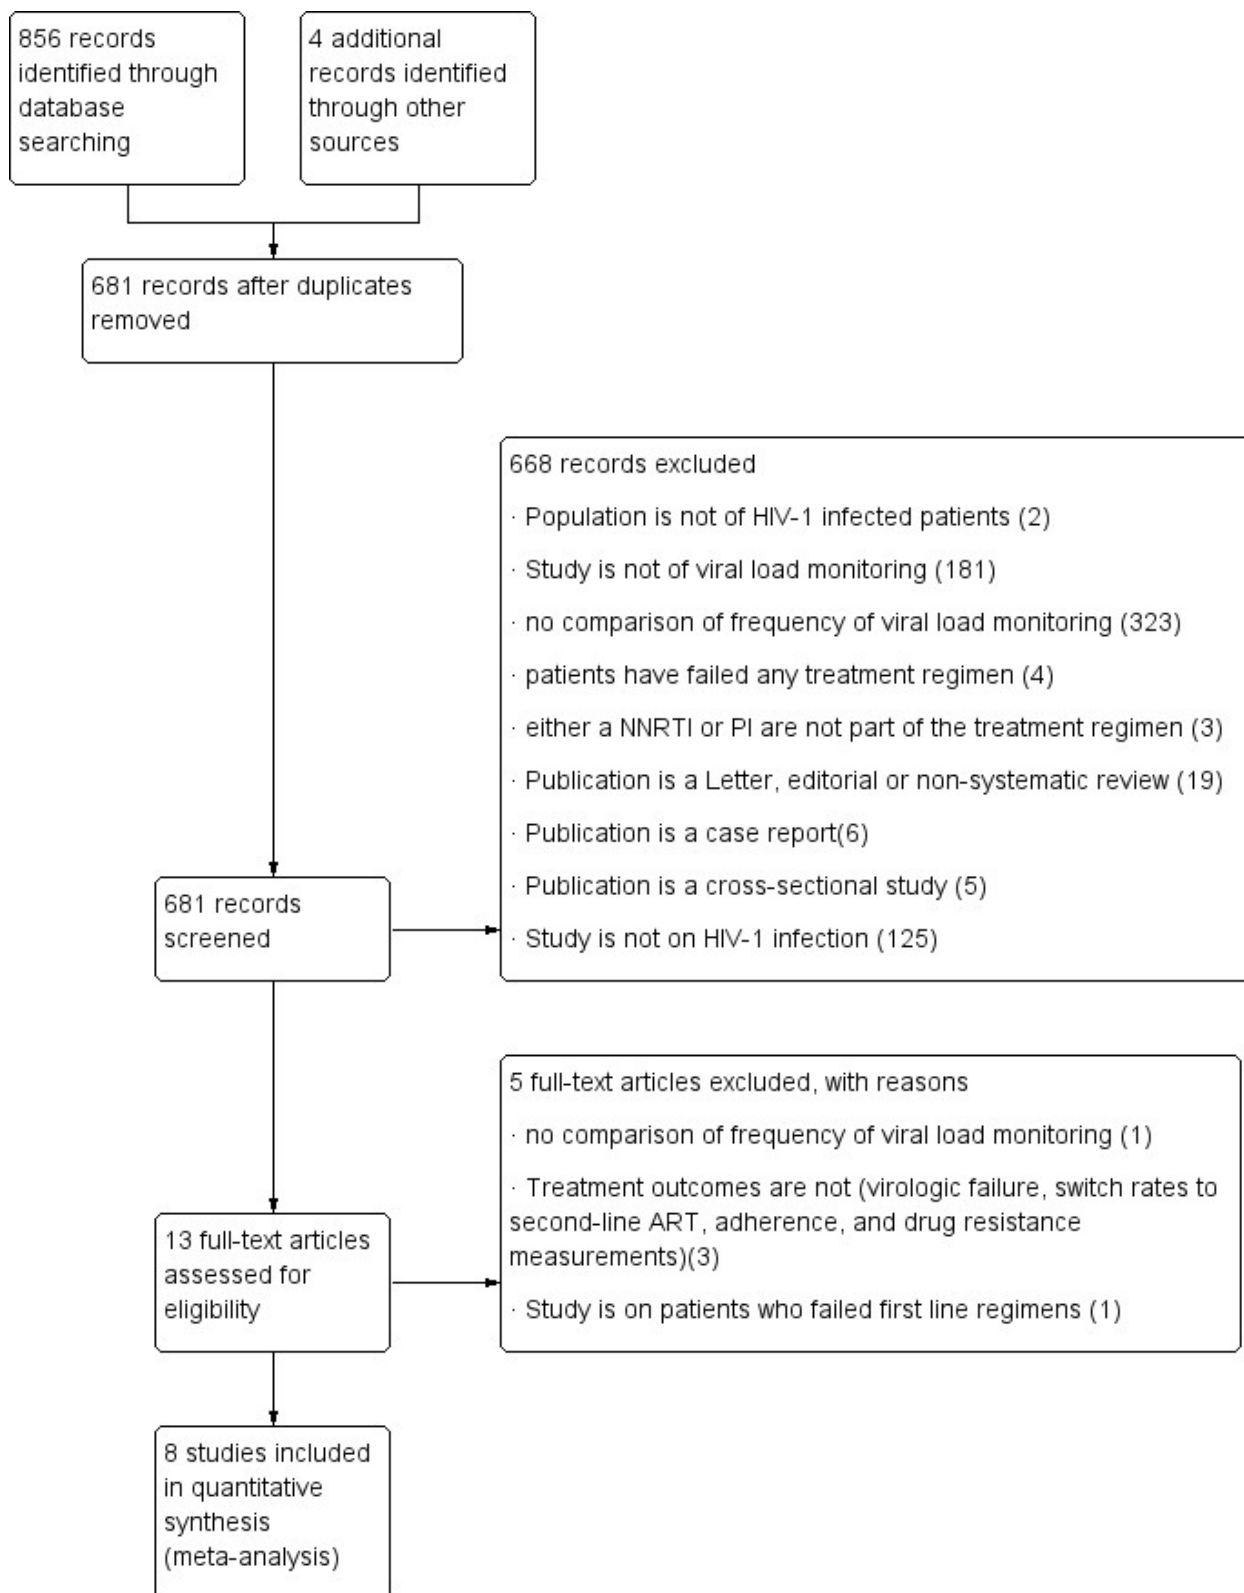 856 records
identified through
database
searching
4 additional
records identified
through other
sources
681 records after duplicates
removed
668 records excluded
· Population is not of HIV-1 infected patients (2)
· Study is not of viral load monitoring (181)
· no comparison of frequency of viral load monitoring (323)
· patients have failed any treatment regimen (4)
· either a NNRTI or PI are not part of the treatment regimen (3)
· Publication is a Letter, editorial or non-systematic review (19)
· Publication is a case report(6)
· Publication is a cross-sectional study (5)
· Study is not on HIV-1 infection (125)
681 records
screened
5 full-text articles excluded, with reasons
· no comparison of frequency of viral load monitoring (1)
· Treatment outcomes are not (virologic failure, switch rates to
second-line ART, adherence, and drug resistance
measurements)(3)
· Study is on patients who failed first line regimens (1)
13 full-text articles
assessed for
eligibility
8 studies included
in quantitative
synthesis
(meta-analysis)